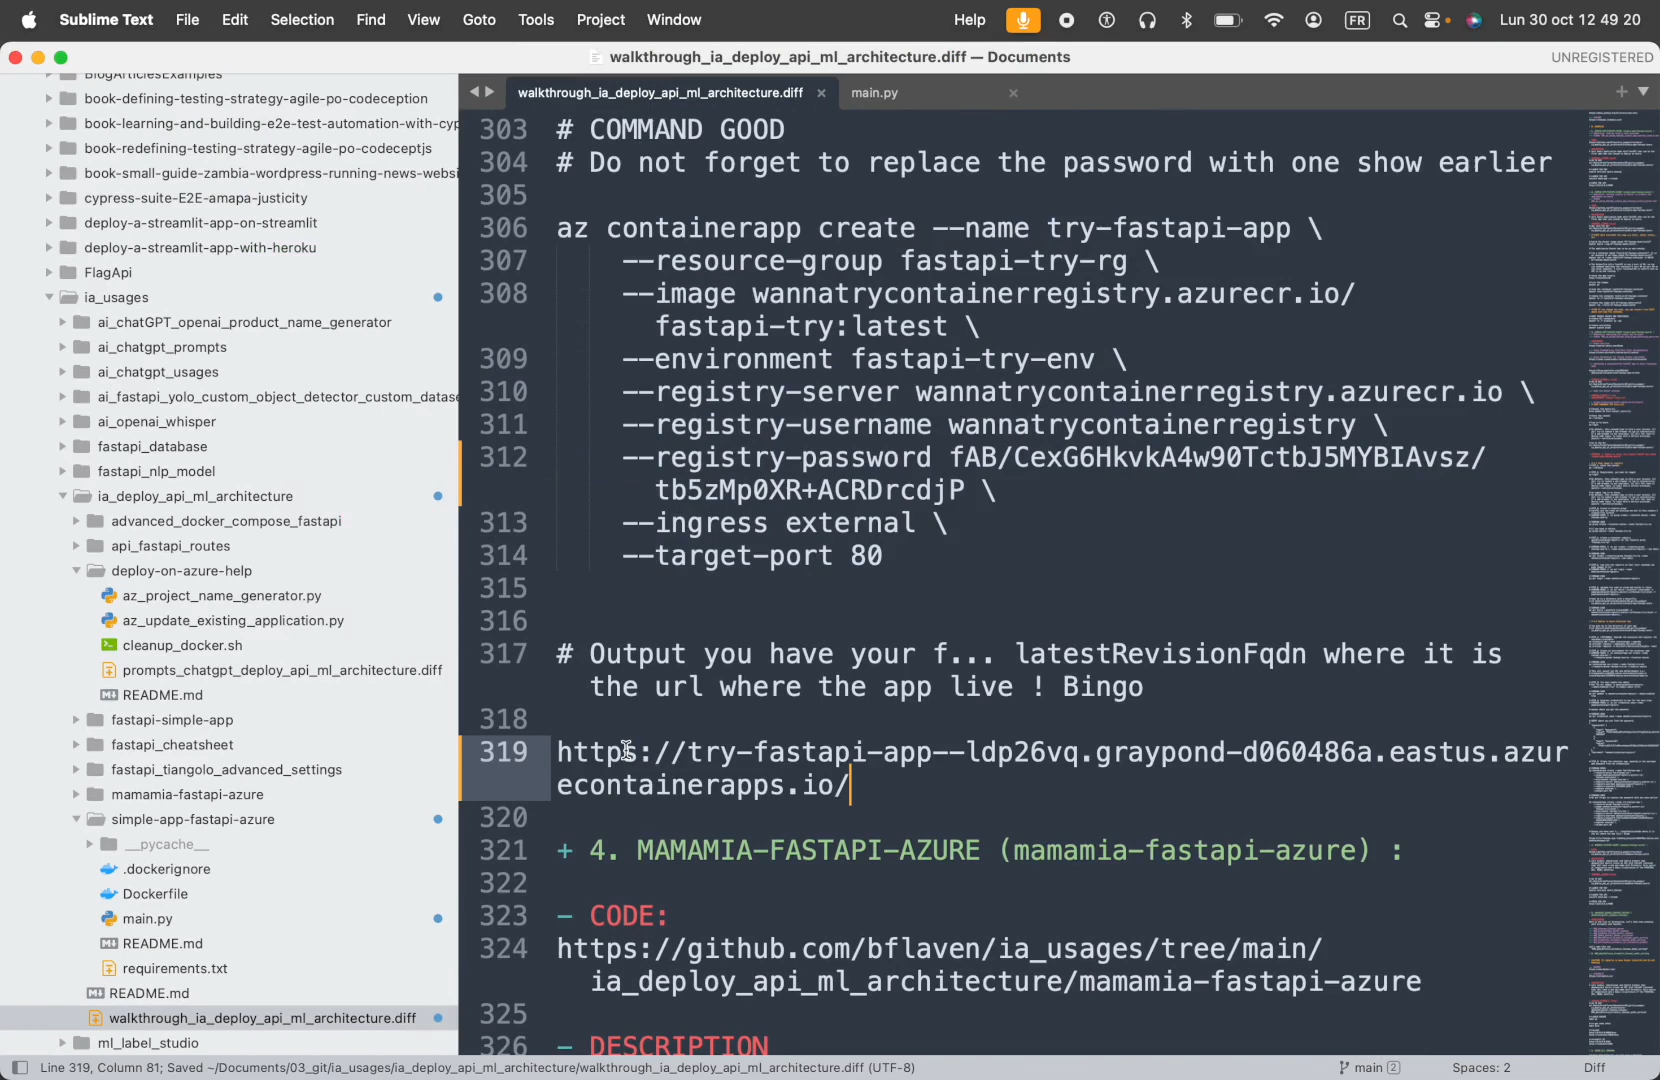 Sublime Text File Edit Selection Find View Goto Tools Project Window Help FR Lun 30 oct 12 49 20
walkthrough_ia_deploy_api_ml_architecture.diff — Documents UNREGISTERED
BlogArticlesExamples
book-defining-testing-strategy-agile-po-codeception
book-learning-and-building-e2e-test-automation-with-cyp
book-redefining-testing-strategy-agile-po-codeceptjs
book-small-guide-zambia-wordpress-running-news-websi
cypress-suite-E2E-amapa-justicity
deploy-a-streamlit-app-on-streamlit
deploy-a-streamlit-app-with-heroku
FlagApi
ia_usages
ai_chatGPT_openai_product_name_generator
ai_chatgpt_prompts
ai_chatgpt_usages
ai_fastapi_yolo_custom_object_detector_custom_datase
ai_openai_whisper
fastapi_database
fastapi_nlp_model
ia_deploy_api_ml_architecture
advanced_docker_compose_fastapi
api_fastapi_routes
deploy-on-azure-help
az_project_name_generator.py
az_update_existing_application.py
cleanup_docker.sh
prompts_chatgpt_deploy_api_ml_architecture.diff
README.md
fastapi-simple-app
fastapi_cheatsheet
fastapi_tiangolo_advanced_settings
mamamia-fastapi-azure
simple-app-fastapi-azure
__pycache__
.dockerignore
Dockerfile
main.py
README.md
requirements.txt
README.md
walkthrough_ia_deploy_api_ml_architecture.diff
ml_label_studio
walkthrough_ia_deploy_api_ml_architecture.diff main.py
303 # COMMAND GOOD
304 # Do not forget to replace the password with one show earlier
305
306 az containerapp create --name try-fastapi-app \
307 --resource-group fastapi-try-rg \
308 --image wannatrycontainerregistry.azurecr.io/
fastapi-try:latest \
309 --environment fastapi-try-env \
310 --registry-server wannatrycontainerregistry.azurecr.io \
311 --registry-username wannatrycontainerregistry \
312 --registry-password fAB/CexG6HkvkA4w90TctbJ5MYBIAvsz/
tb5zMp0XR+ACRDrcdjP \
313 --ingress external \
314 --target-port 80
315
316
317 # Output you have your f... latestRevisionFqdn where it is
the url where the app live ! Bingo
318
319 https://try-fastapi-app--ldp26vq.graypond-d060486a.eastus.azur
econtainerapps.io/
320
321 + 4. MAMAMIA-FASTAPI-AZURE (mamamia-fastapi-azure) :
322
323 - CODE:
324 https://github.com/bflaven/ia_usages/tree/main/
ia_deploy_api_ml_architecture/mamamia-fastapi-azure
325
326 - DESCRIPTION
Line 319, Column 81; Saved ~/Documents/03_git/ia_usages/ia_deploy_api_ml_architecture/walkthrough_ia_deploy_api_ml_architecture.diff (UTF-8) main 2 Spaces: 2 Diff